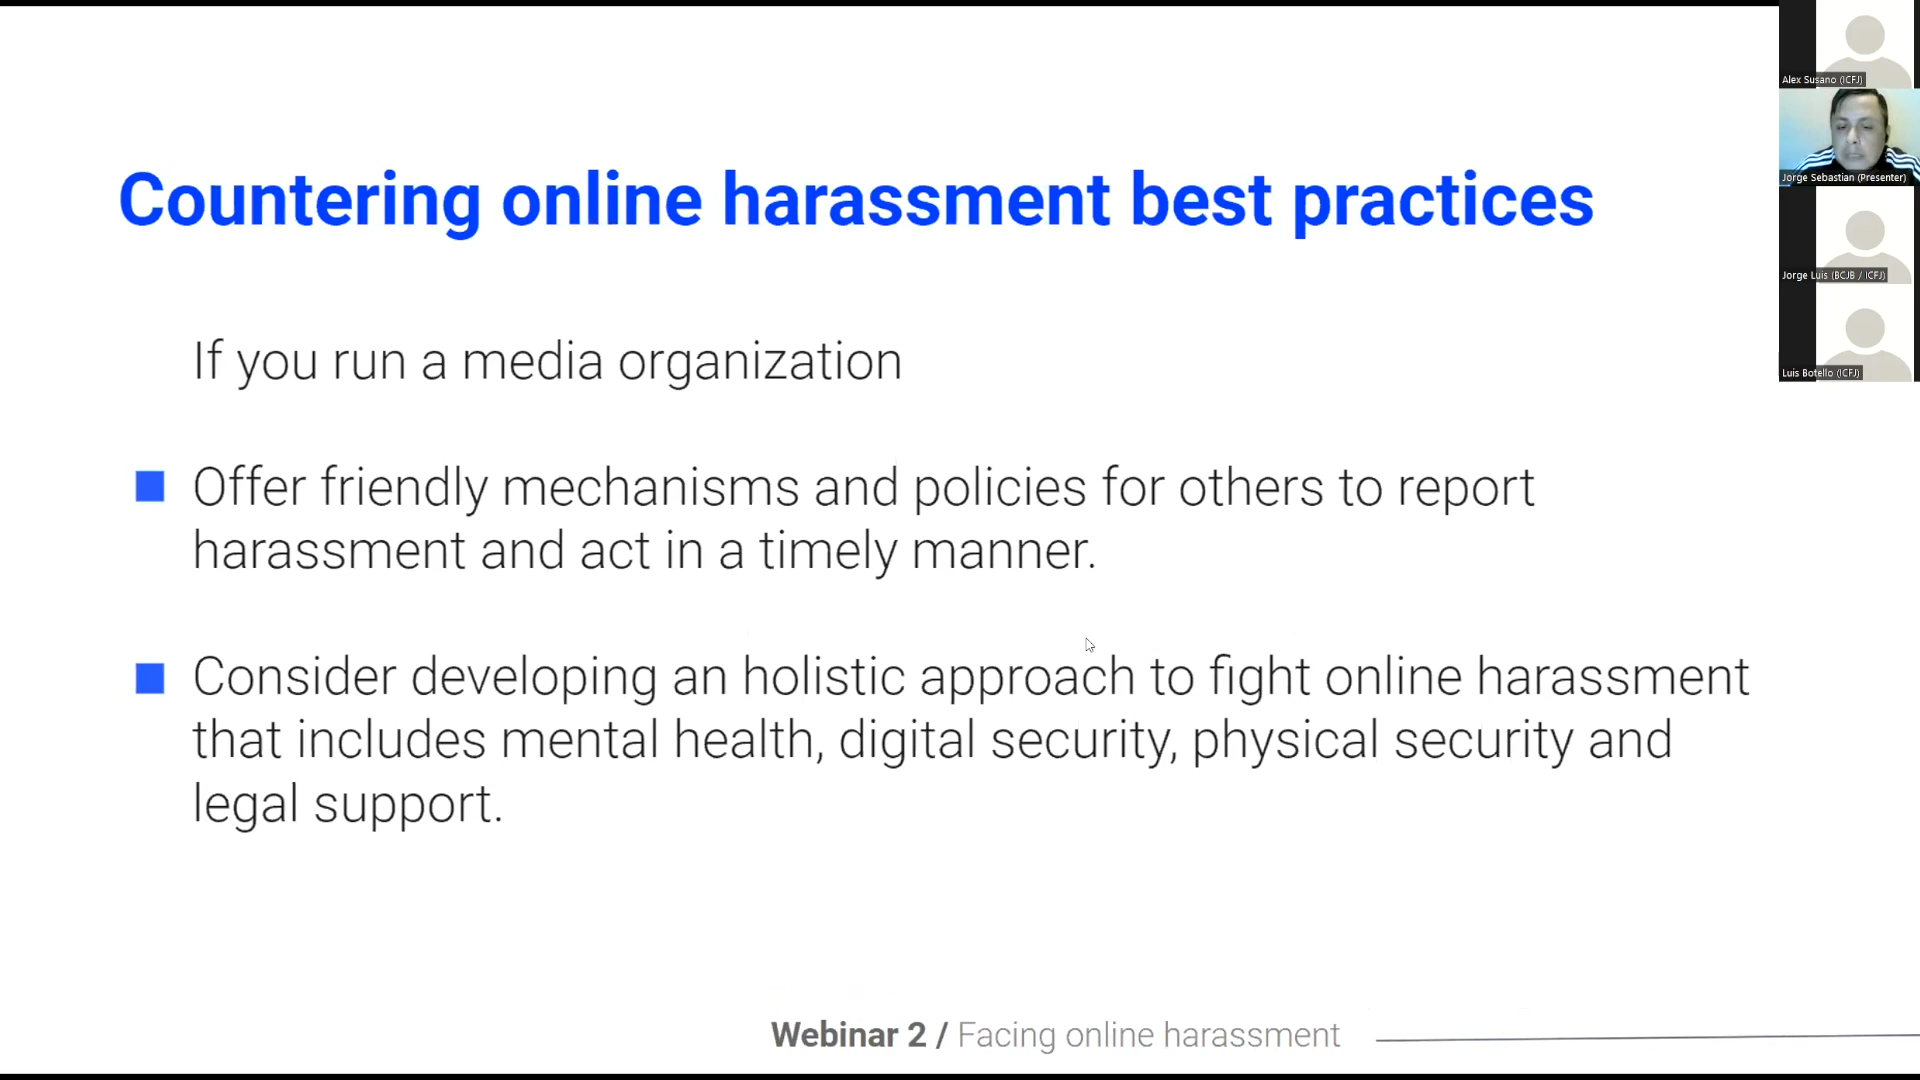 Countering online harassment best practices
If you run a media organization
Offer friendly mechanisms and policies for others to report
harassment and act in a timely manner.
Consider developing an holistic approach to fight online harassment
that includes mental health, digital security, physical security and
legal support.
Webinar 2 / Facing online harassment
Alex Susano (ICFJ)
Jorge Sebastian (Presenter)
Jorge Luis (BCJB / ICFJ)
Luis Botello (ICFJ)